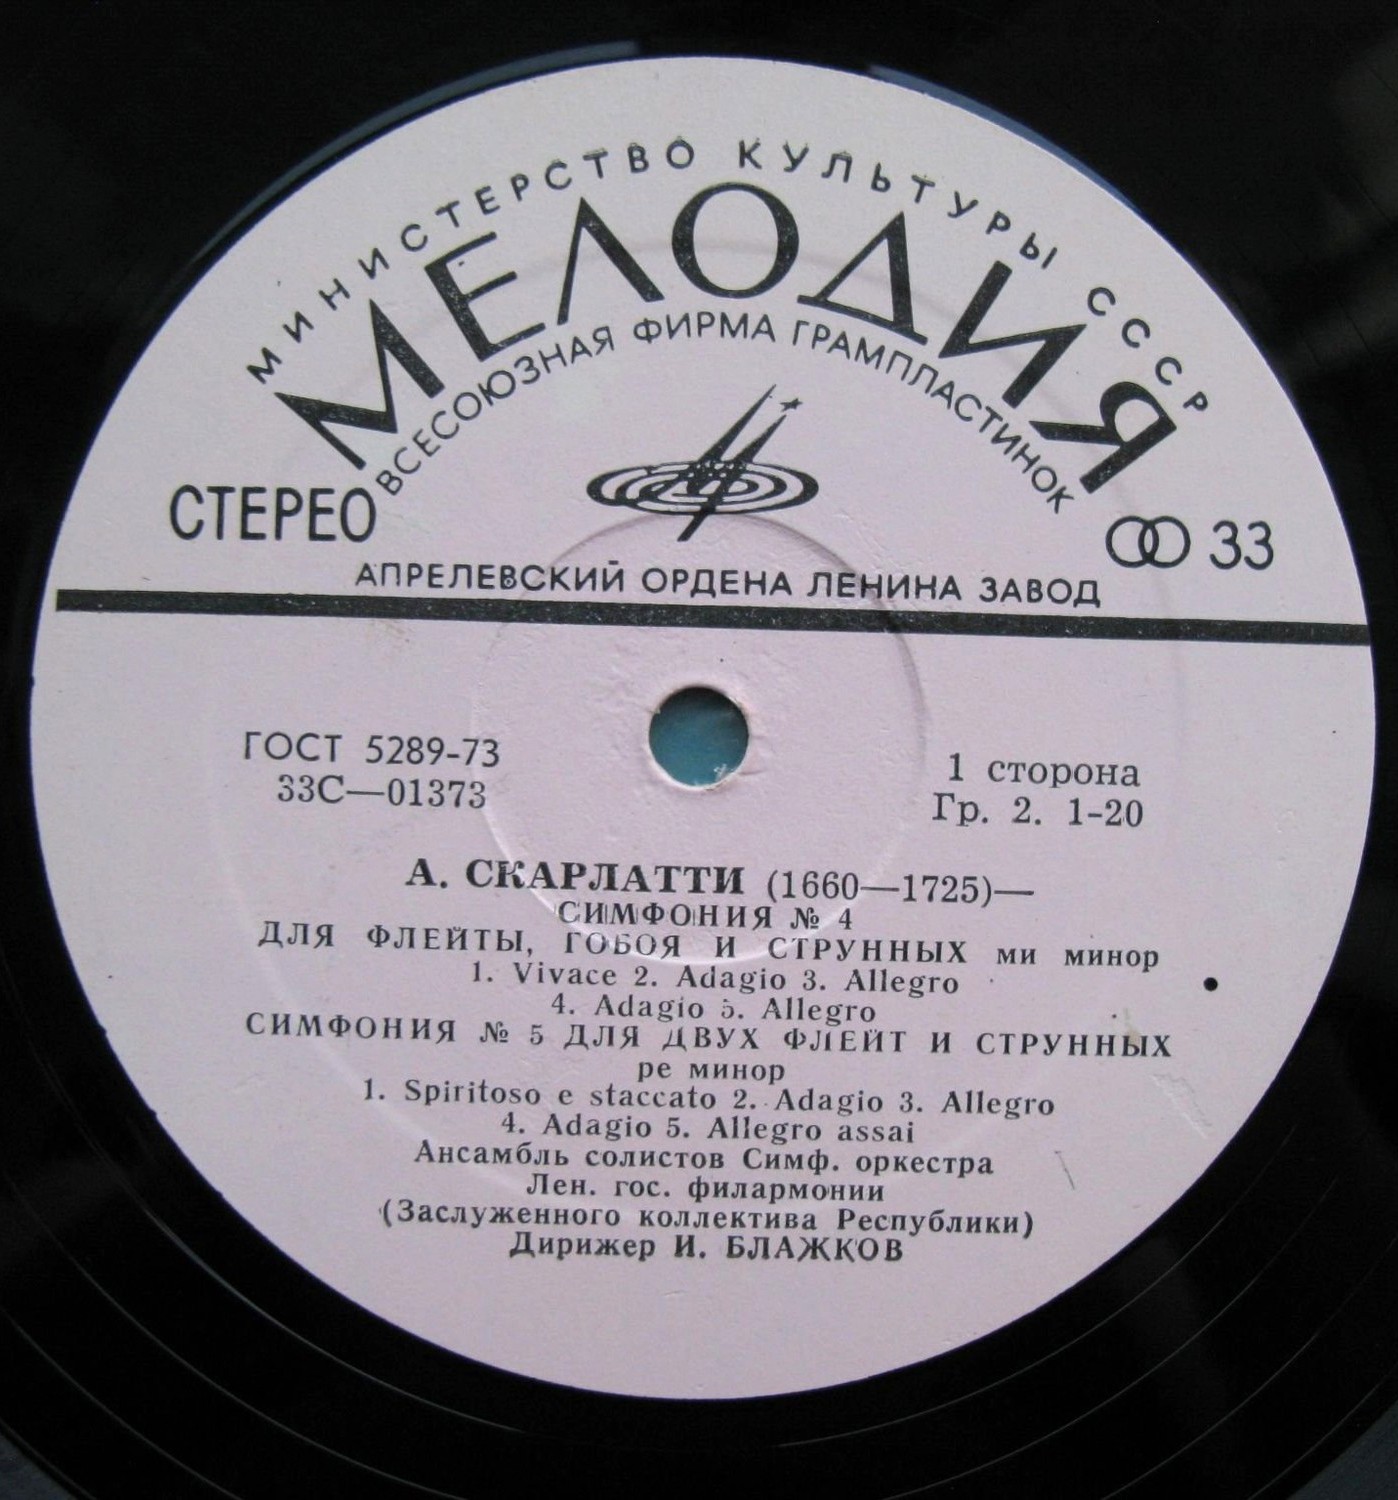 МИНИСТЕРСТВО КУЛЬТУРЫ СССР
МЕЛОДИЯ
ВСЕСОЮЗНАЯ ФИРМА ГРАМПЛАСТИНОК
СТЕРЕО
33
АПРЕЛЕВСКИЙ ОРДЕНА ЛЕНИНА ЗАВОД
ГОСТ 5289-73
33С—01373
1 сторона
Гр. 2. 1-20
А. СКАРЛАТТИ (1660—1725)—
СИМФОНИЯ № 4
ДЛЯ ФЛЕЙТЫ, ГОБОЯ И СТРУННЫХ ми минор
1. Vivace 2. Adagio 3. Allegro
4. Adagio 5. Allegro
СИМФОНИЯ № 5 ДЛЯ ДВУХ ФЛЕЙТ И СТРУННЫХ
ре минор
1. Spiritoso e staccato 2. Adagio 3. Allegro
4. Adagio 5. Allegro assai
Ансамбль солистов Симф. оркестра
Лен. гос. филармонии
(Заслуженного коллектива Республики)
Дирижер И. БЛАЖКОВ